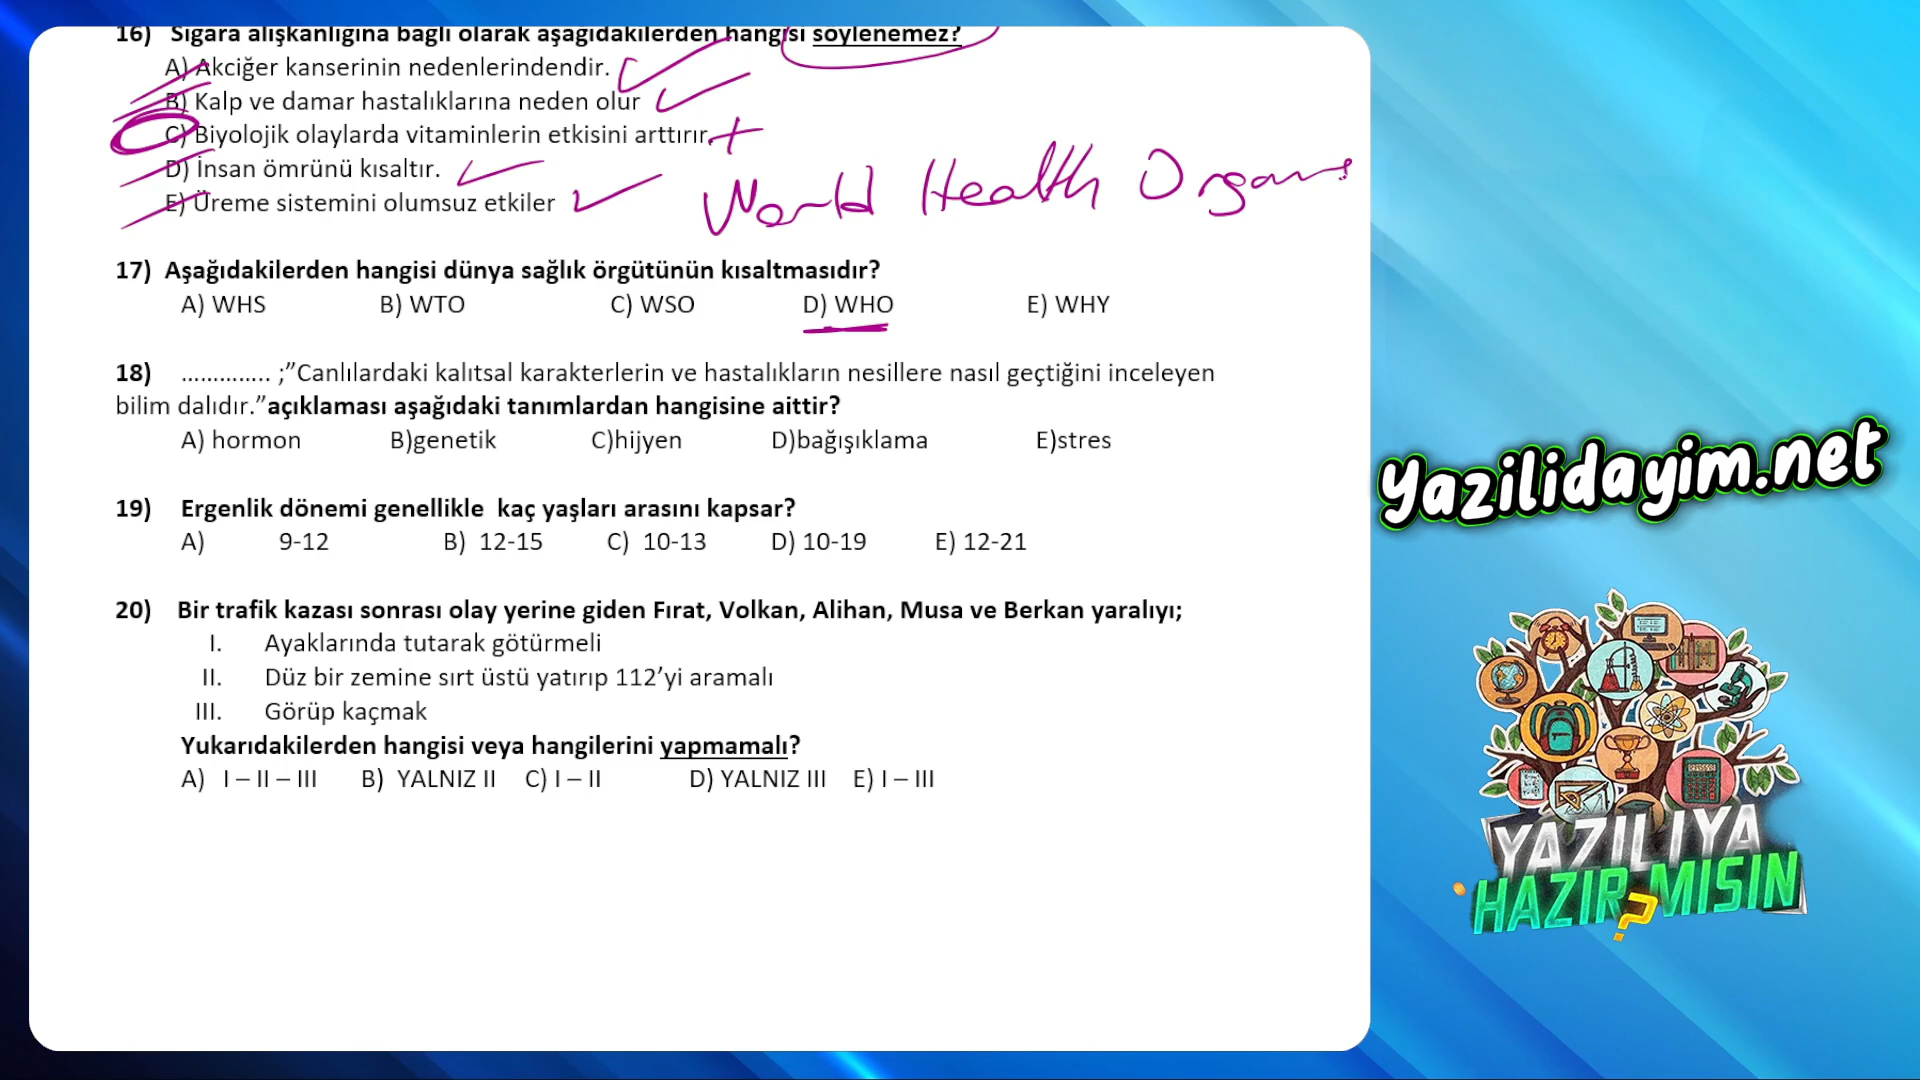 16) Sigara alışkanlığına bağlı olarak aşağıdakilerden hangisi söylenemez?
A) Akciğer kanserinin nedenlerindendir.
B) Kalp ve damar hastalıklarına neden olur
C) Biyolojik olaylarda vitaminlerin etkisini arttırır.
D) İnsan ömrünü kısaltır.
E) Üreme sistemini olumsuz etkiler
World Health Organs
17) Aşağıdakilerden hangisi dünya sağlık örgütünün kısaltmasıdır?
A) WHS B) WTO C) WSO D) WHO E) WHY
18) ………….. ;”Canlılardaki kalıtsal karakterlerin ve hastalıkların nesillere nasıl geçtiğini inceleyen
bilim dalıdır.”açıklaması aşağıdaki tanımlardan hangisine aittir?
A) hormon B)genetik C)hijyen D)bağışıklama E)stres
19) Ergenlik dönemi genellikle kaç yaşları arasını kapsar?
A) 9-12 B) 12-15 C) 10-13 D) 10-19 E) 12-21
20) Bir trafik kazası sonrası olay yerine giden Fırat, Volkan, Alihan, Musa ve Berkan yaralıyı;
I. Ayaklarında tutarak götürmeli
II. Düz bir zemine sırt üstü yatırıp 112’yi aramalı
III. Görüp kaçmak
Yukarıdakilerden hangisi veya hangilerini yapmamalı?
A) I – II – III B) YALNIZ II C) I – II D) YALNIZ III E) I – III
Yazilidayim.net
YAZILIYA
HAZIR MISIN
?